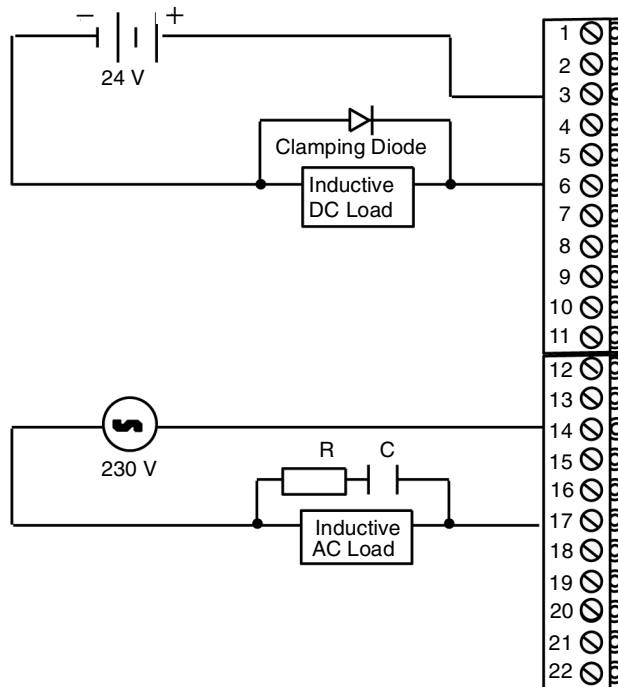 − +
24 V
Clamping Diode
Inductive
DC Load
230 V
R C
Inductive
AC Load
1
2
3
4
5
6
7
8
9
10
11
12
13
14
15
16
17
18
19
20
21
22